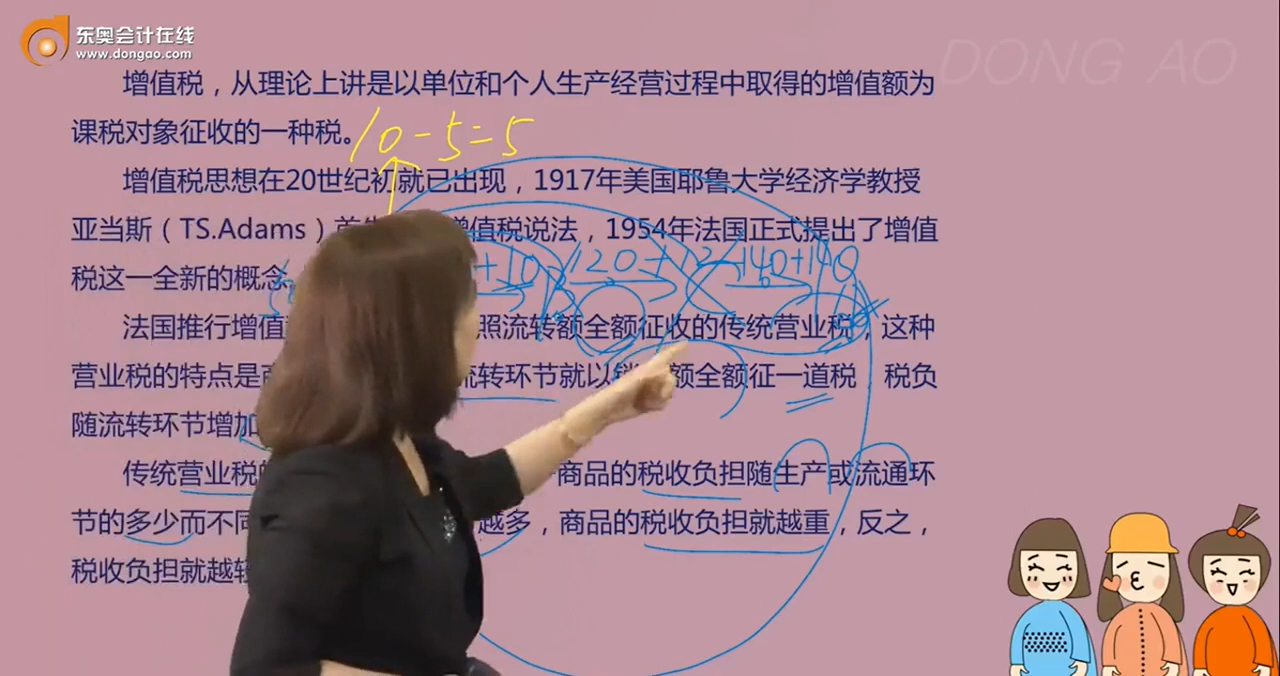 东奥会计在线
www.dongao.com
DONG AO
增值税，从理论上讲是以单位和个人生产经营过程中取得的增值额为
课税对象征收的一种税。
10-5=5
增值税思想在20世纪初就已出现，1917年美国耶鲁大学经济学教授
亚当斯（TS.Adams）增值税说法，1954年法国正式提出了增值
税这一全新的概念
+10 120+12 140+14
法国推行增值 照流转额全额征收的传统营业税，这种
营业税的特点是 流转环节就以 额全额征一道税，税负
随流转环节增加
传统营业税 商品的税收负担随生产或流通环
节的多少而不同 越多，商品的税收负担就越重，反之，
税收负担就越轻